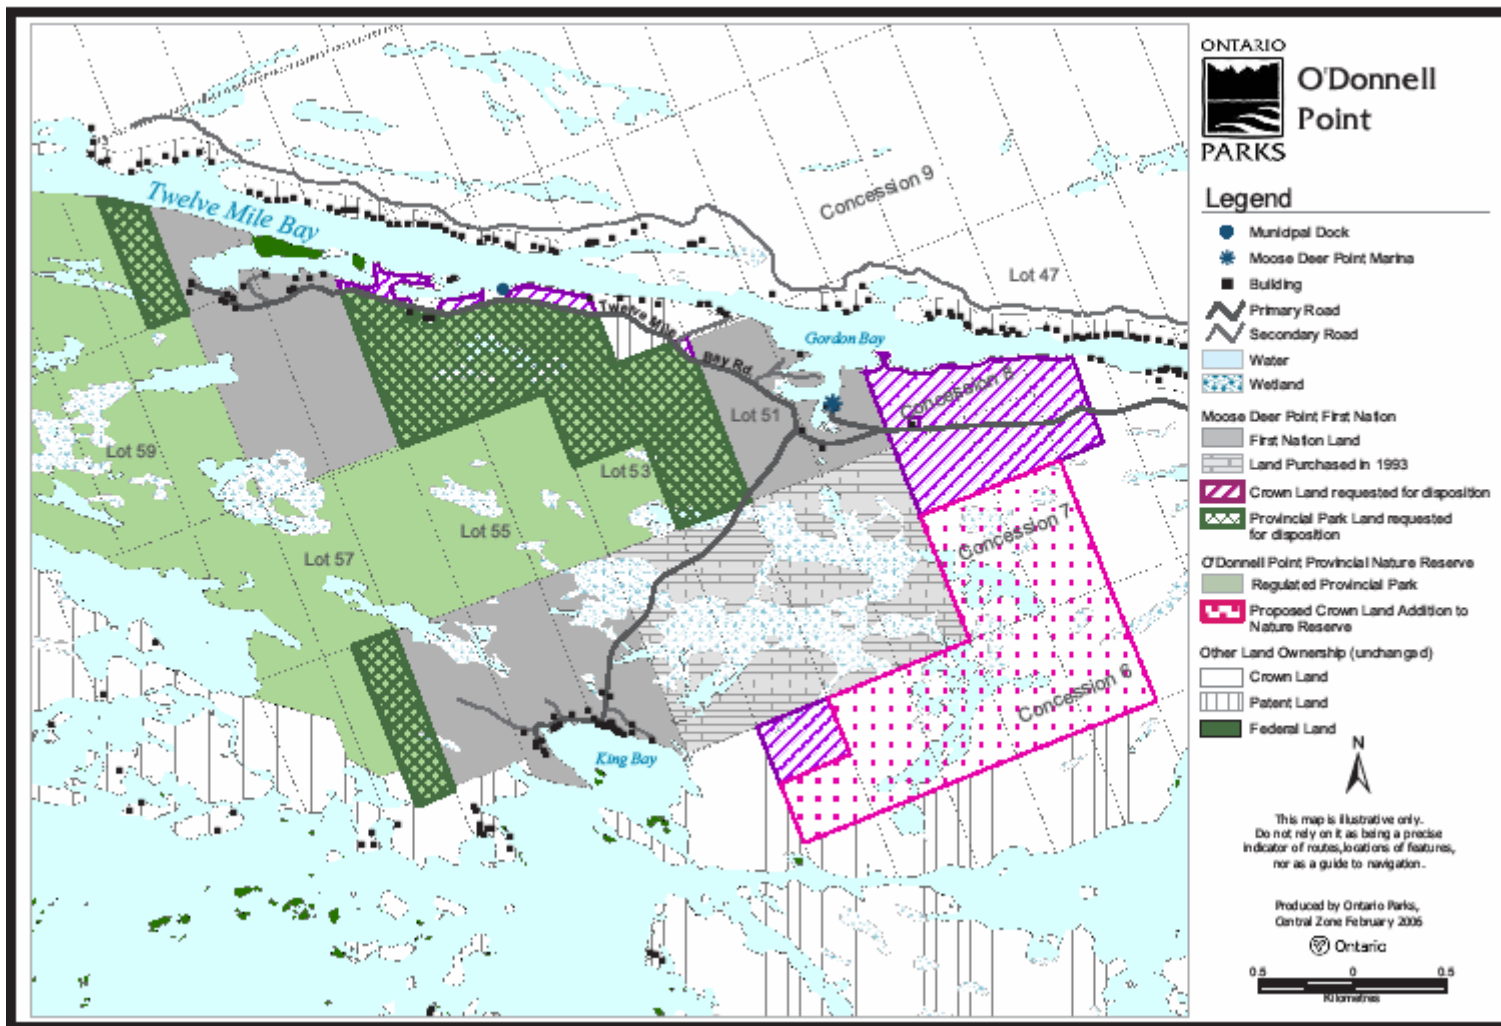 ONTARIO
PARKS
O'Donnell
Point
Legend
Municipal Dock
Moose Deer Point Marina
Building
Primary Road
Secondary Road
Water
Wetland
Moose Deer Point First Nation
First Nation Land
Land Purchased in 1993
Crown Land requested for disposition
Provincial Park Land requested
for disposition
O'Donnell Point Provincial Nature Reserve
Regulated Provincial Park
Proposed Crown Land Addition to
Nature Reserve
Other Land Ownership (unchanged)
Crown Land
Patent Land
Federal Land
N
This map is illustrative only.
Do not rely on it as being a precise
indicator of routes,locations of features,
nor as a guide to navigation.
Produced by Ontario Parks,
Central Zone February 2006
Ontario
0.5 0 0.5
Kilometres
Twelve Mile Bay
Concession 9
Lot 47
Gordon Bay
Twelve Mile
Bay Rd.
Concession 8
Lot 51
Lot 59
Lot 53
Lot 55
Lot 57
Concession 7
Concession 6
King Bay